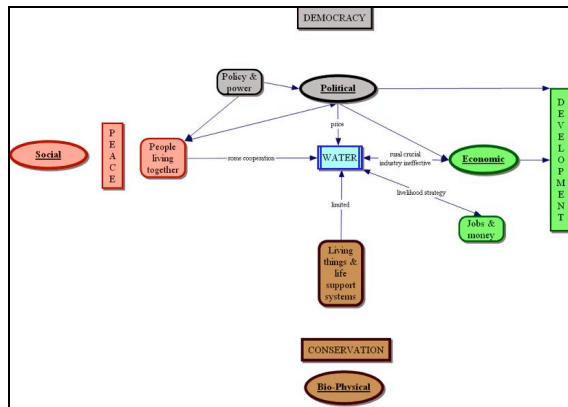 DEMOCRACY
Policy &
power
Political
D
E
V
E
L
O
P
M
E
N
T
P
E
A
C
E
Social
People
living
together
price
some cooperation
WATER
rural crucial
industry ineffective
Economic
livelihood strategy
limited
Jobs &
money
Living
things &
life
support
systems
CONSERVATION
Bio-Physical